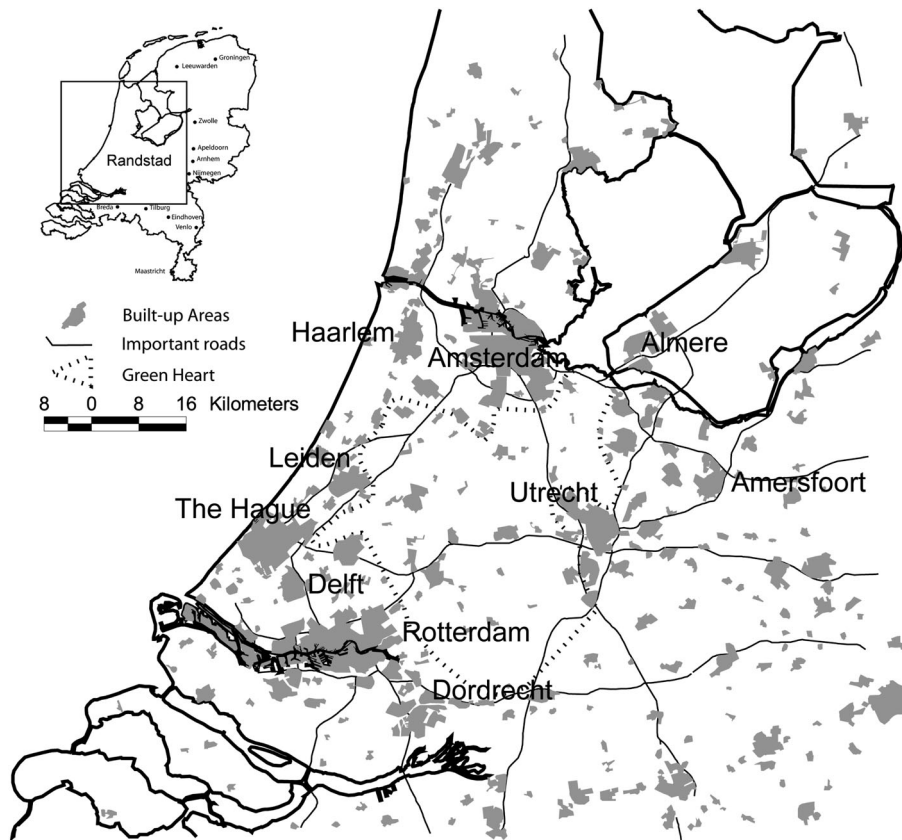 Groningen
Leeuwarden
Zwolle
Apeldoorn
Randstad
Arnhem
Nijmegen
Breda
Tilburg
Eindhoven
Venlo
Maastricht
Built-up Areas
Important roads
Green Heart
8 0 8 16 Kilometers
Haarlem
Almere
Amsterdam
Leiden
Utrecht
Amersfoort
The Hague
Delft
Rotterdam
Dordrecht